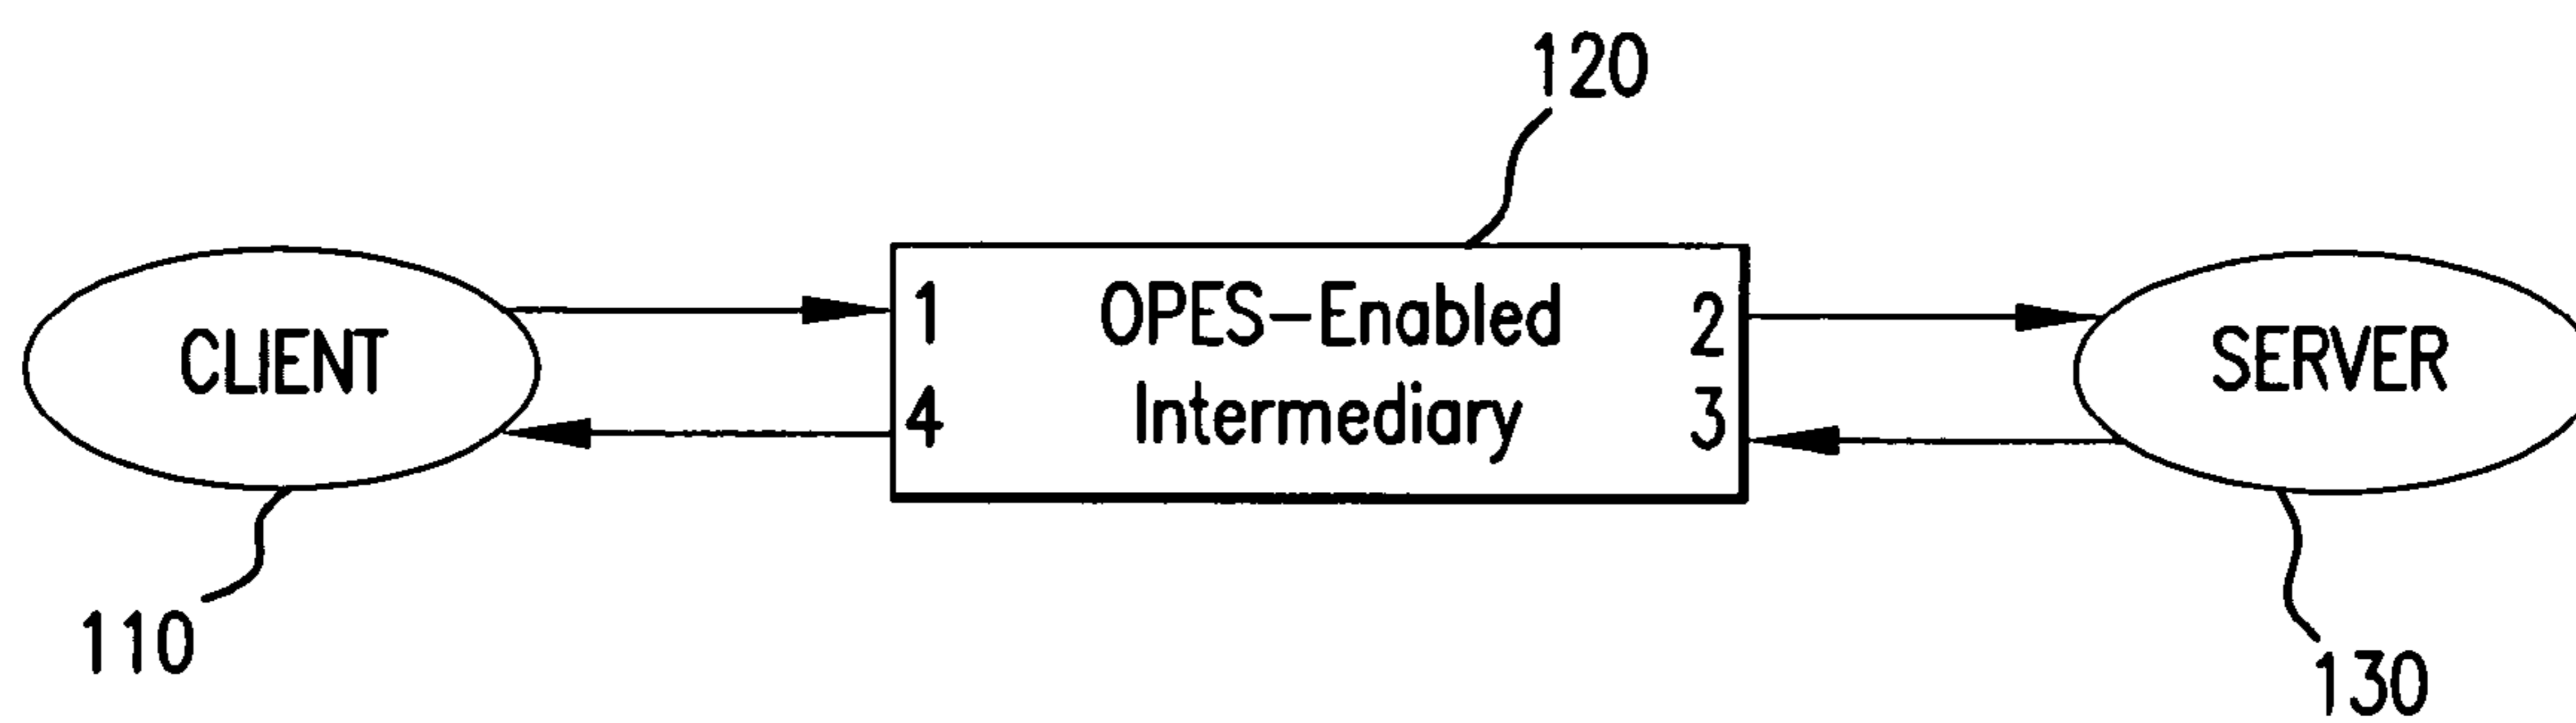 120
CLIENT
1 OPES-Enabled 2
4 Intermediary 3
SERVER
110
130